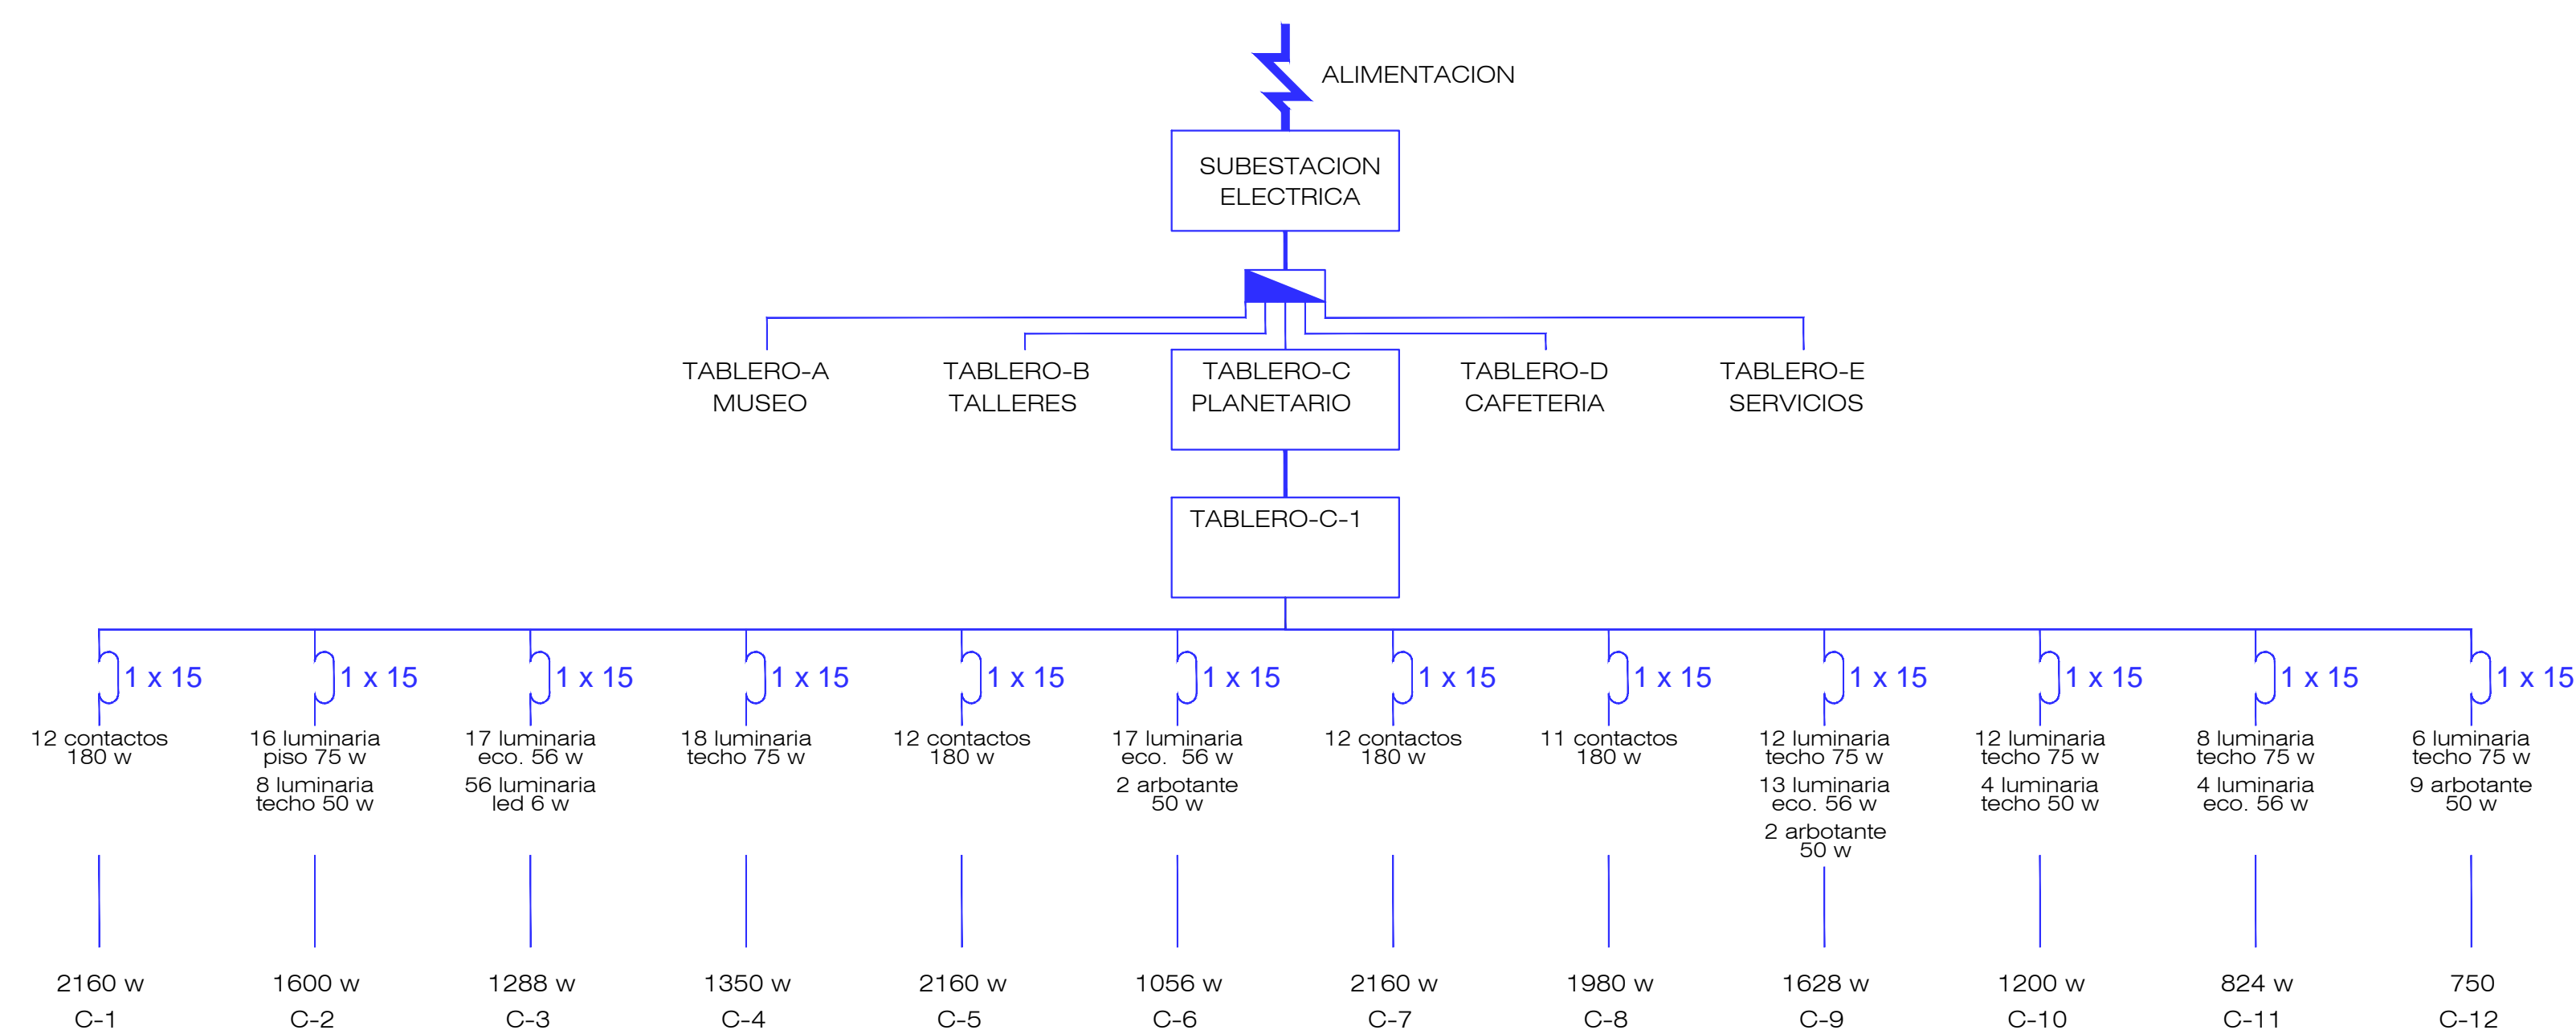 ALIMENTACION
SUBESTACION
ELECTRICA
TABLERO-A
MUSEO
TABLERO-B
TALLERES
TABLERO-C
PLANETARIO
TABLERO-D
CAFETERIA
TABLERO-E
SERVICIOS
TABLERO-C-1
1 x 15
12 contactos
180 w
2160 w
C-1
1 x 15
16 luminaria
piso 75 w
8 luminaria
techo 50 w
1600 w
C-2
1 x 15
17 luminaria
eco. 56 w
56 luminaria
led 6 w
1288 w
C-3
1 x 15
18 luminaria
techo 75 w
1350 w
C-4
1 x 15
12 contactos
180 w
2160 w
C-5
1 x 15
17 luminaria
eco. 56 w
2 arbotante
50 w
1056 w
C-6
1 x 15
12 contactos
180 w
2160 w
C-7
1 x 15
11 contactos
180 w
1980 w
C-8
1 x 15
12 luminaria
techo 75 w
13 luminaria
eco. 56 w
2 arbotante
50 w
1628 w
C-9
1 x 15
12 luminaria
techo 75 w
4 luminaria
techo 50 w
1200 w
C-10
1 x 15
8 luminaria
techo 75 w
4 luminaria
eco. 56 w
824 w
C-11
1 x 15
6 luminaria
techo 75 w
9 arbotante
50 w
750
C-12